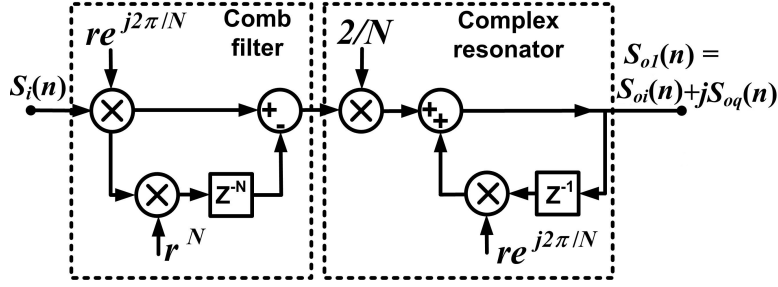 re^{j2π/N}
Comb
filter
2/N
Complex
resonator
S_{o1}(n) =
S_{oi}(n)+jS_{oq}(n)
S_i(n)
+
-
+
+
Z^{-N}
Z^{-1}
r^N
re^{j2π/N}